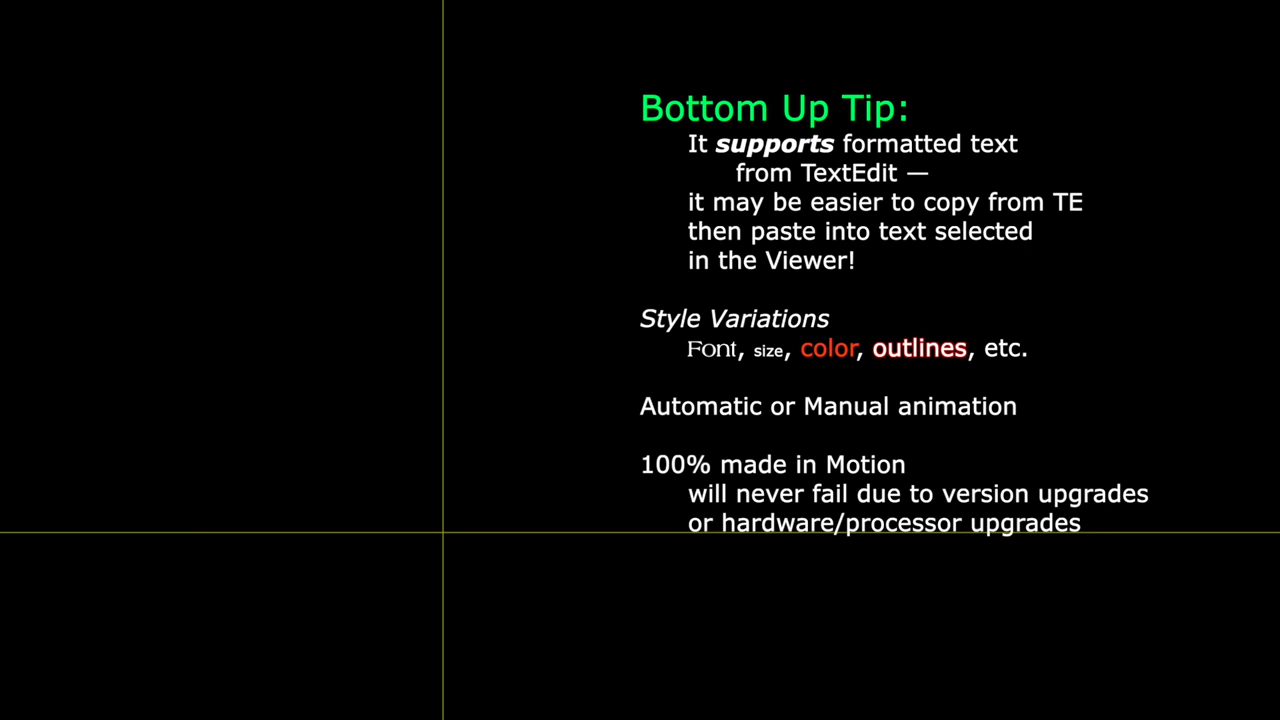 Bottom Up Tip:
It supports formatted text
from TextEdit —
it may be easier to copy from TE
then paste into text selected
in the Viewer!
Style Variations
Font, size, color, outlines, etc.
Automatic or Manual animation
100% made in Motion
will never fail due to version upgrades
or hardware/processor upgrades